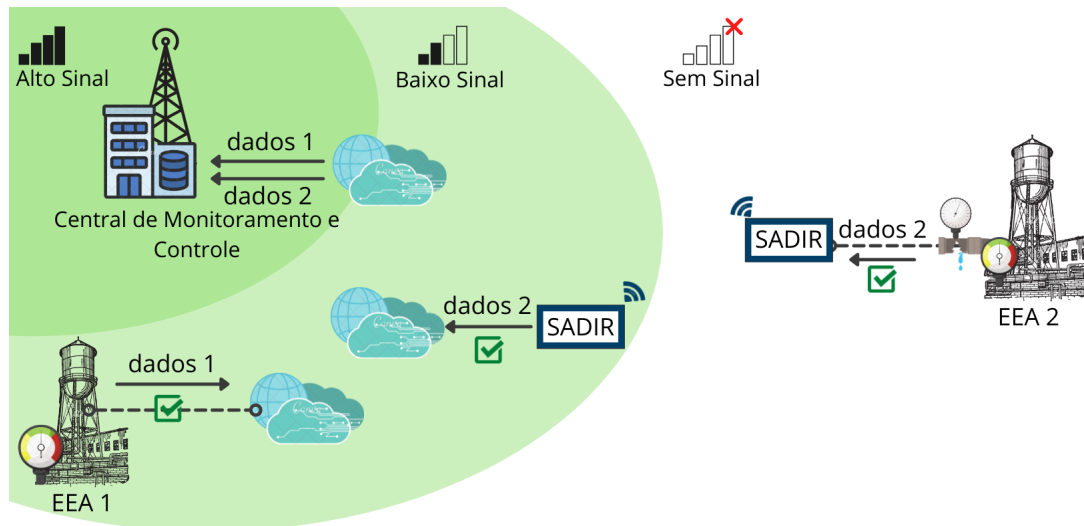 Alto Sinal
Baixo Sinal
Sem Sinal
dados 1
dados 2
Central de Monitoramento e
Controle
SADIR
dados 2
EEA 2
dados 2
SADIR
dados 1
EEA 1